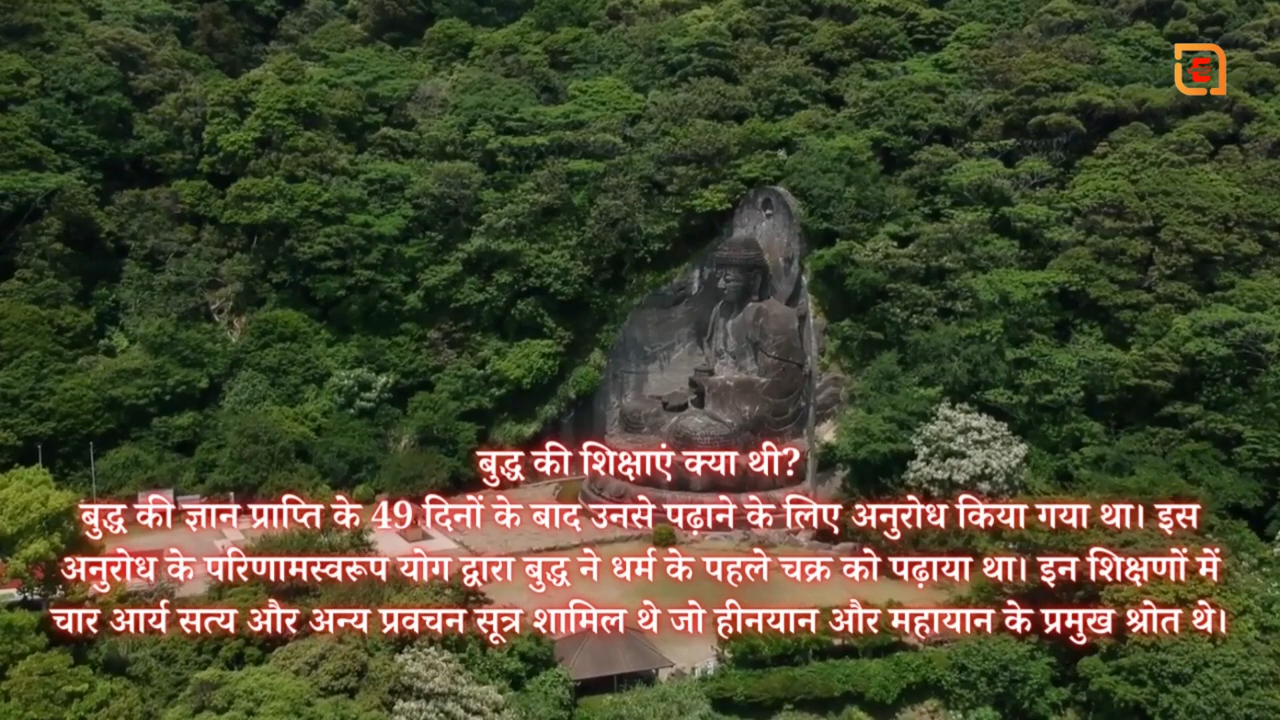 बुद्ध की शिक्षाएं क्या थी?
बुद्ध की ज्ञान प्राप्ति के 49 दिनों के बाद उनसे पढ़ाने के लिए अनुरोध किया गया था। इस
अनुरोध के परिणामस्वरूप योग द्वारा बुद्ध ने धर्म के पहले चक्र को पढ़ाया था। इन शिक्षणों में
चार आर्य सत्य और अन्य प्रवचन सूत्र शामिल थे जो हीनयान और महायान के प्रमुख श्रोत थे।